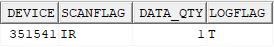 DEVICE SCANFLAG DATA_QTY LOGFLAG
351541 IR 1 T